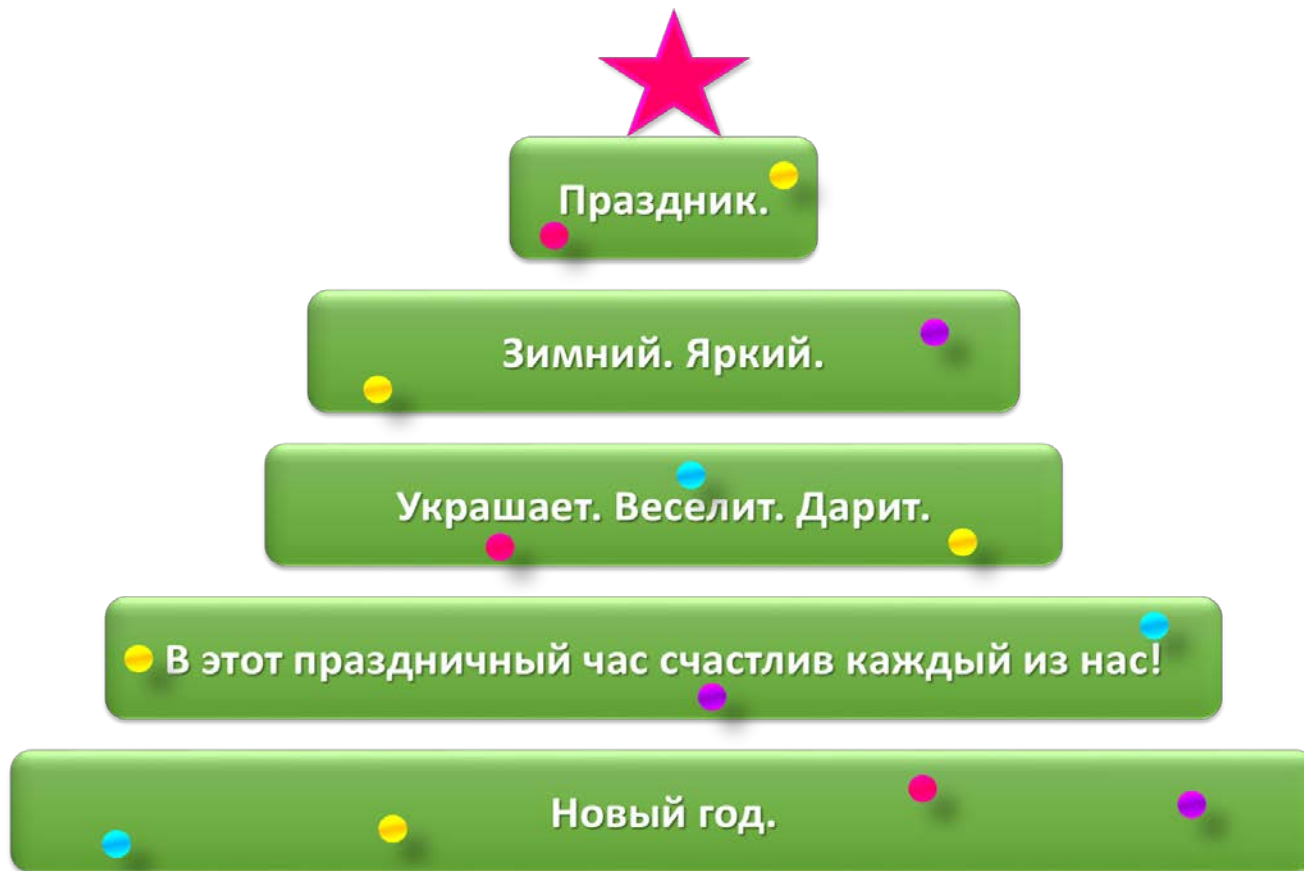 Праздник.
Зимний. Яркий.
Украшает. Веселит. Дарит.
В этот праздничный час счастлив каждый из нас!
Новый год.